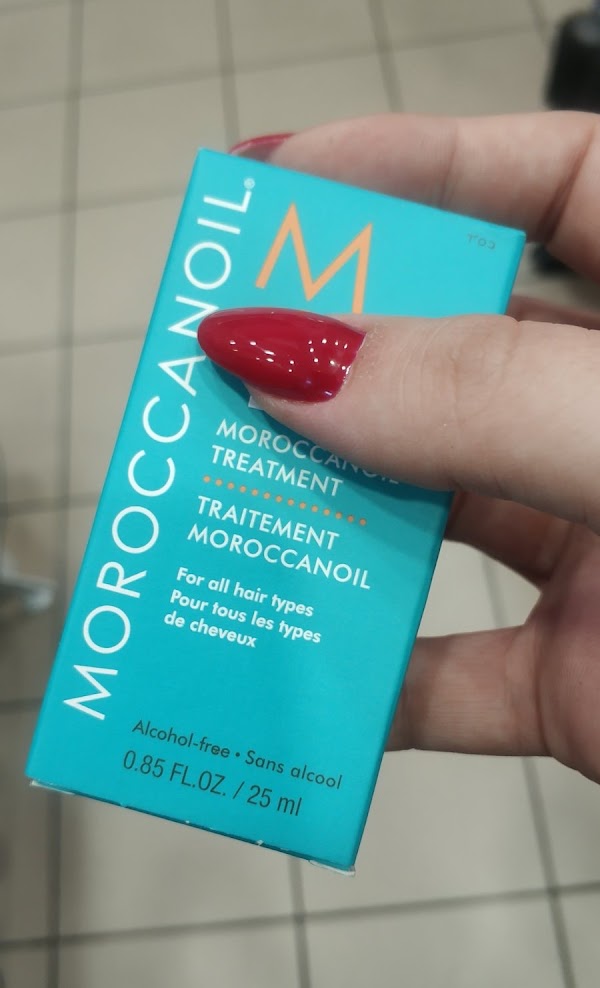 MOROCCANOIL®
M
MOROCCANOIL
TREATMENT
TRAITEMENT
MOROCCANOIL
For all hair types
Pour tous les types
de cheveux
Alcohol-free • Sans alcool
0.85 FL.OZ. / 25 ml